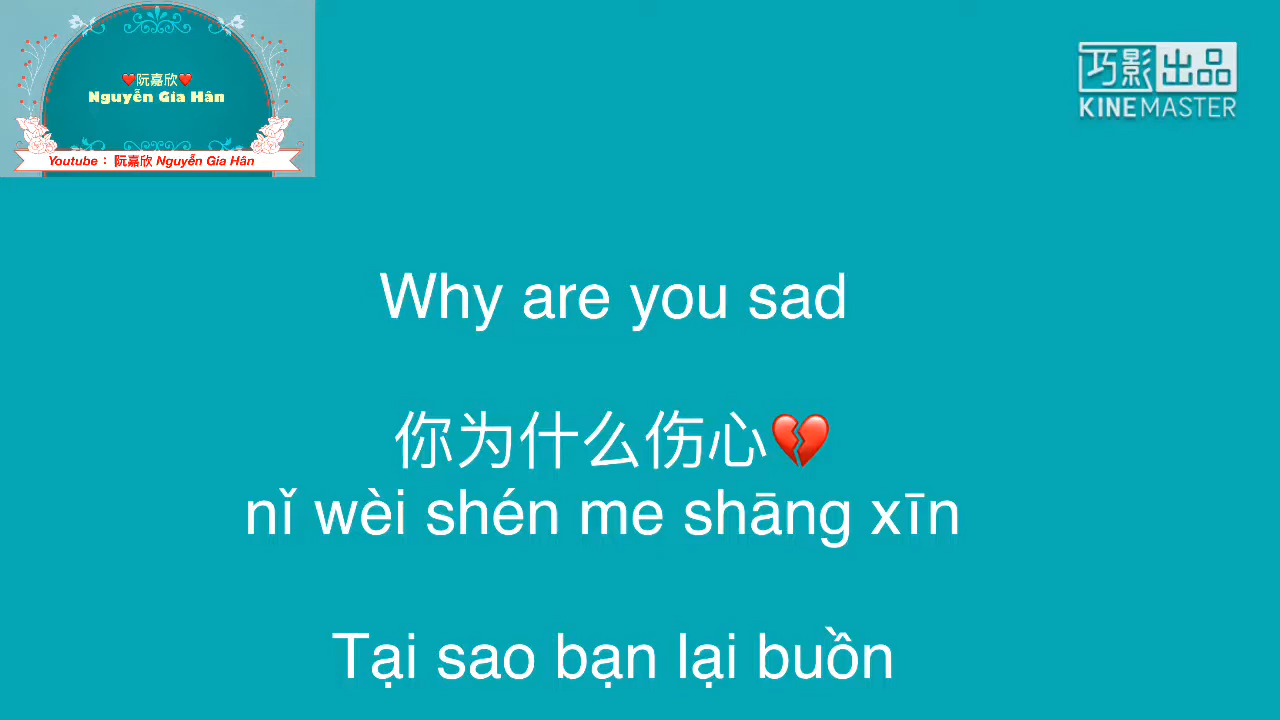 ❤️阮嘉欣❤️
Nguyễn Gia Hân
Youtube： 阮嘉欣 Nguyễn Gia Hân
巧影出品
KINEMASTER
Why are you sad
你为什么伤心💔
nǐ wèi shén me shāng xīn
Tại sao bạn lại buồn